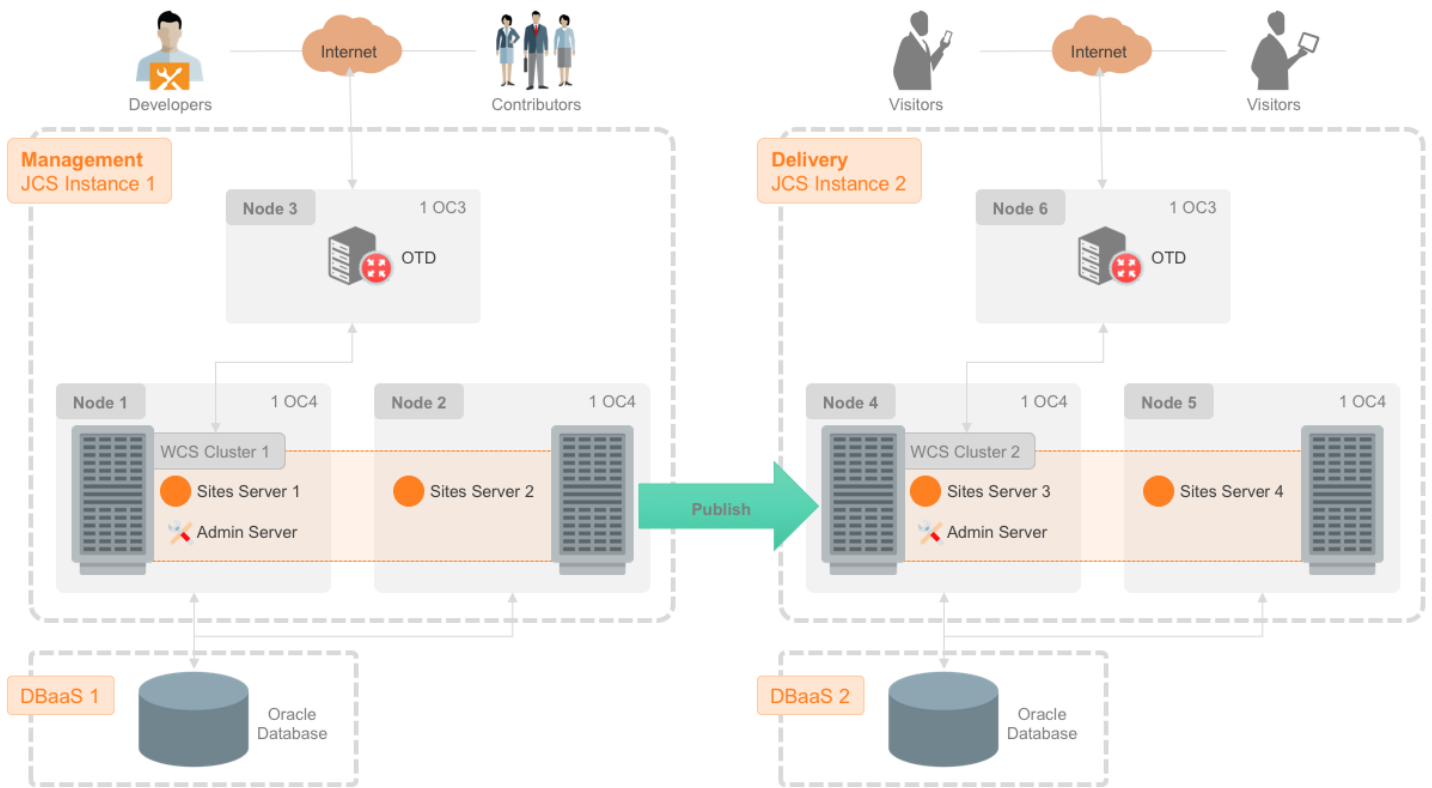 Internet
Developers
Contributors
Management
JCS Instance 1
Node 3
1 OC3
OTD
Node 1
1 OC4
WCS Cluster 1
Sites Server 1
Admin Server
Node 2
1 OC4
Sites Server 2
DBaaS 1
Oracle
Database
Publish
Internet
Visitors
Visitors
Delivery
JCS Instance 2
Node 6
1 OC3
OTD
Node 4
1 OC4
WCS Cluster 2
Sites Server 3
Admin Server
Node 5
1 OC4
Sites Server 4
DBaaS 2
Oracle
Database